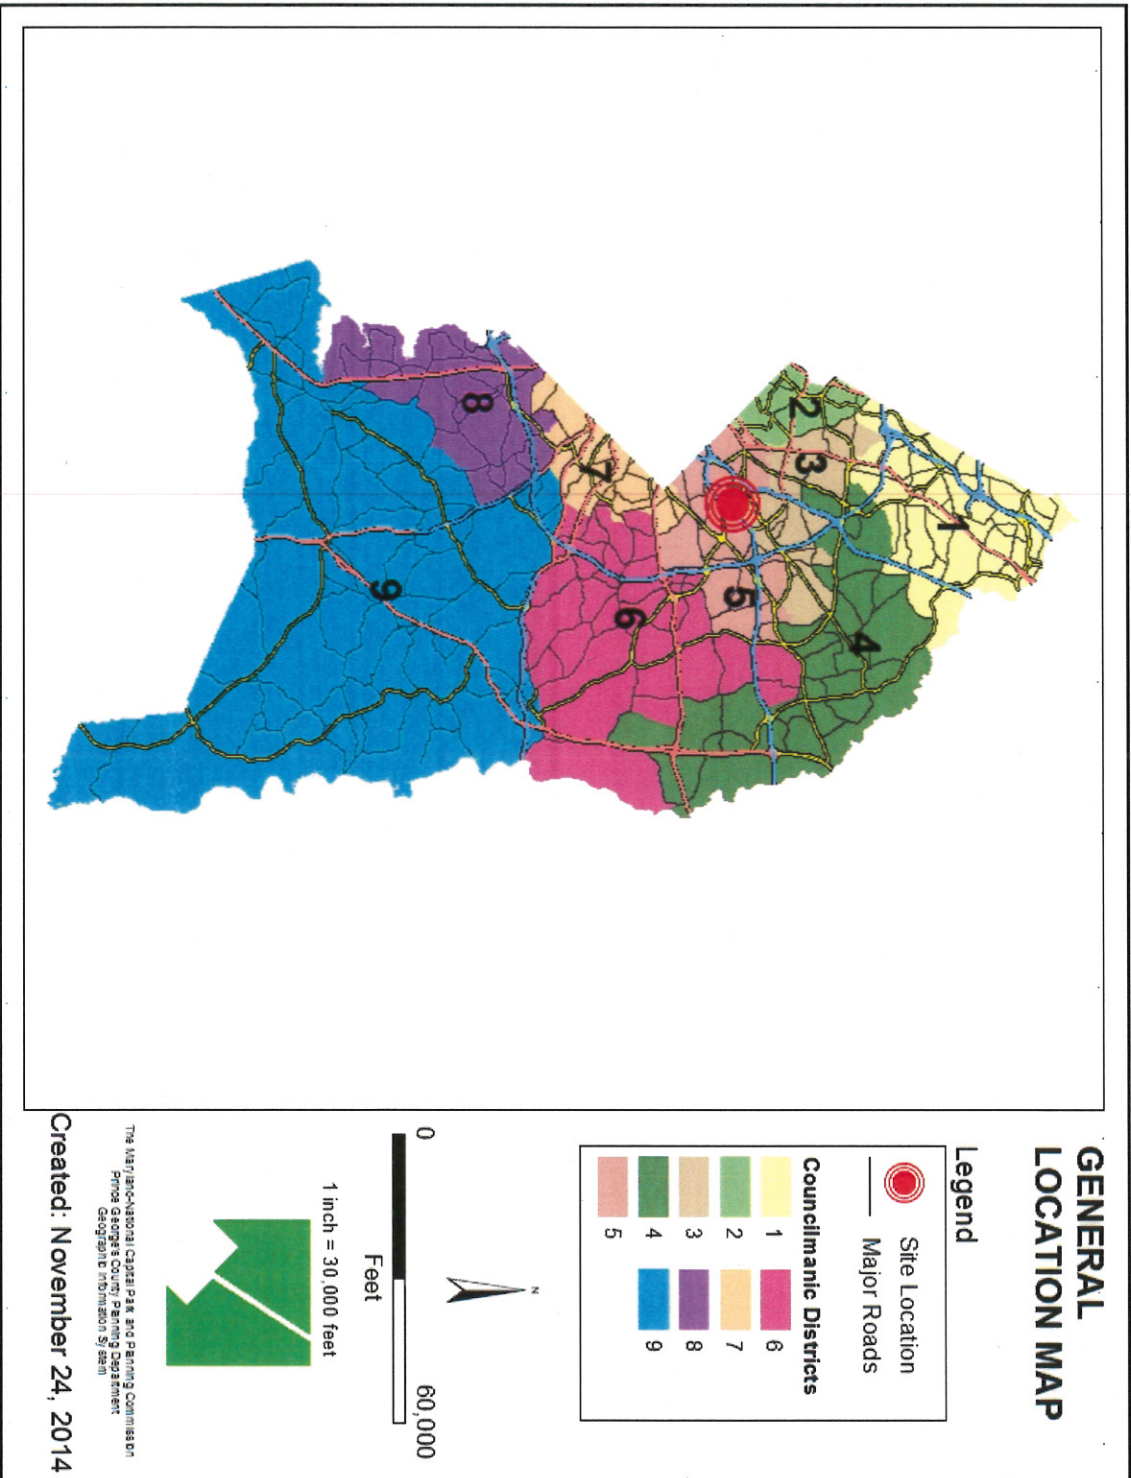 GENERAL
LOCATION MAP
Legend
Site Location
Major Roads
Councilmanic Districts
1
2
3
4
5
6
7
8
9
1
2
3
4
5
6
7
8
9
N
0
60,000
Feet
1 inch = 30,000 feet
The Maryland-National Capital Park and Planning Commission
Prince George's County Planning Department
Geographic Information System
Created: November 24, 2014